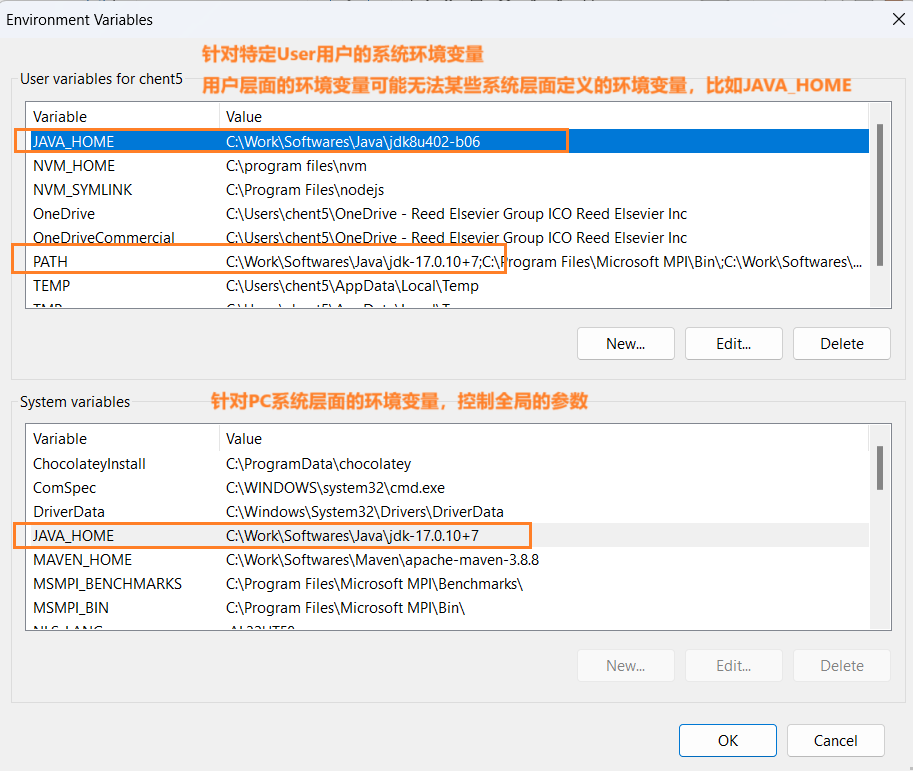 Environment Variables
针对特定User用户的系统环境变量
用户层面的环境变量可能无法某些系统层面定义的环境变量，比如JAVA_HOME
User variables for chent5
Variable Value
JAVA_HOME C:\Work\Softwares\Java\jdk8u402-b06
NVM_HOME C:\program files\nvm
NVM_SYMLINK C:\Program Files\nodejs
OneDrive C:\Users\chent5\OneDrive - Reed Elsevier Group ICO Reed Elsevier Inc
OneDriveCommercial C:\Users\chent5\OneDrive - Reed Elsevier Group ICO Reed Elsevier Inc
PATH C:\Work\Softwares\Java\jdk-17.0.10+7;C:\Program Files\Microsoft MPI\Bin\;C:\Work\Softwares\...
TEMP C:\Users\chent5\AppData\Local\Temp
New... Edit... Delete
System variables
针对PC系统层面的环境变量，控制全局的参数
Variable Value
ChocolateyInstall C:\ProgramData\chocolatey
ComSpec C:\WINDOWS\system32\cmd.exe
DriverData C:\Windows\System32\Drivers\DriverData
JAVA_HOME C:\Work\Softwares\Java\jdk-17.0.10+7
MAVEN_HOME C:\Work\Softwares\Maven\apache-maven-3.8.8
MSMPI_BENCHMARKS C:\Program Files\Microsoft MPI\Benchmarks\
MSMPI_BIN C:\Program Files\Microsoft MPI\Bin\
New... Edit... Delete
OK Cancel